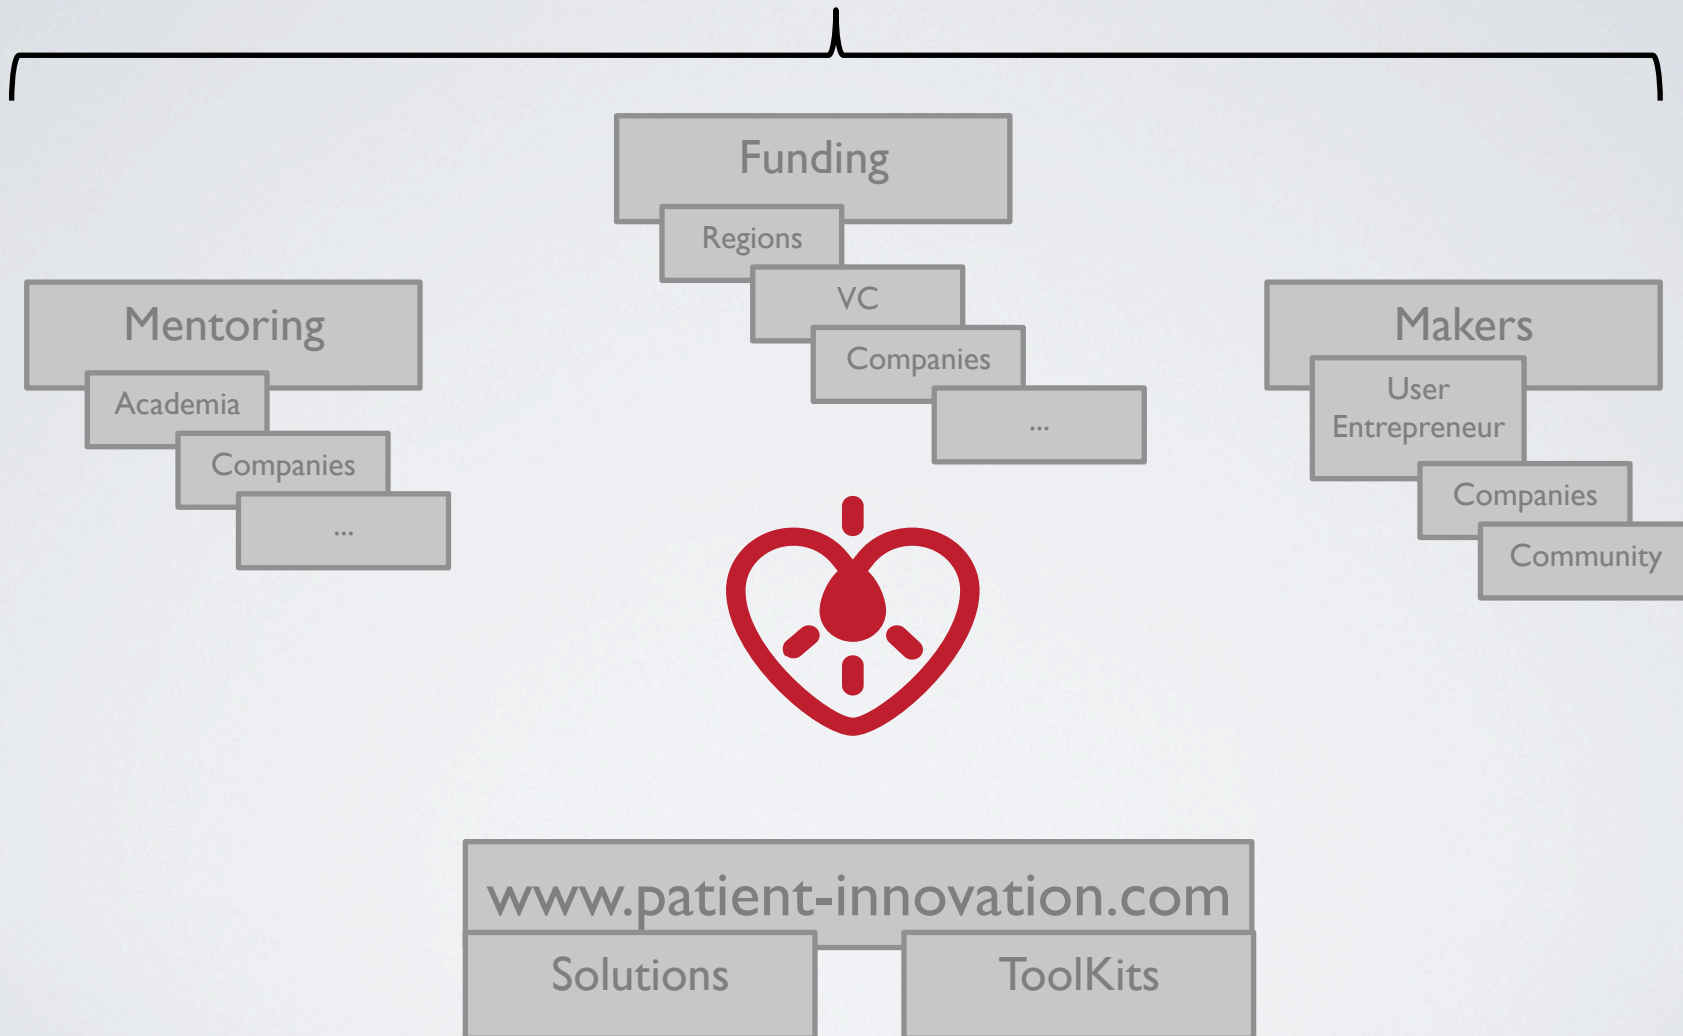 Funding
Regions
VC
Companies
...
Mentoring
Academia
Companies
...
Makers
User
Entrepreneur
Companies
Community
www.patient-innovation.com
Solutions
ToolKits